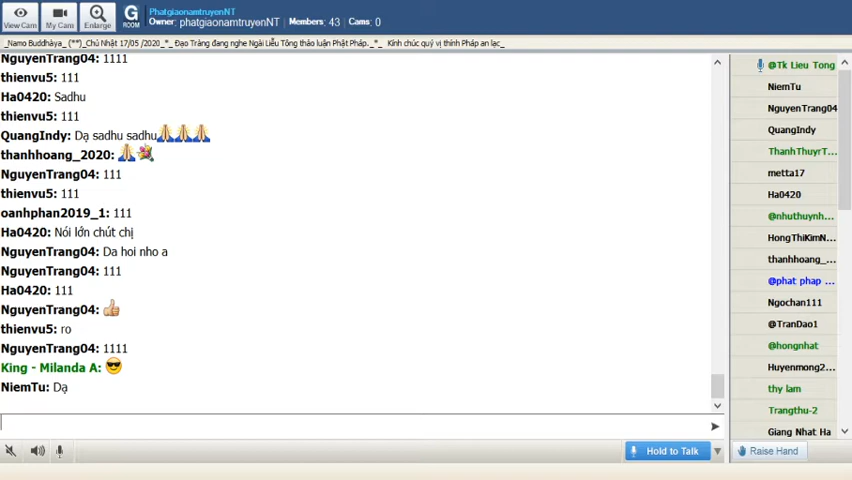 View Cam
My Cam
Enlarge
G
ROOM
PhatgiaonamtruyenNT
Owner: phatgiaonamtruyenNT Members: 43 Cams: 0
_Namo Buddhàya_ (**)_Chủ Nhật 17/05 /2020_*_ Đạo Tràng đang nghe Ngài Liễu Tông thảo luận Phật Pháp._*_ Kính chúc quý vị thính Pháp an lạc_
NguyenTrang04: 1111
thienvu5: 111
Ha0420: Sadhu
thienvu5: 111
QuangIndy: Dạ sadhu sadhu🙏🙏🙏
thanhhoang_2020: 🙏💐
NguyenTrang04: 111
thienvu5: 111
oanhphan2019_1: 111
Ha0420: Nói lớn chút chị
NguyenTrang04: Da hoi nho a
NguyenTrang04: 111
Ha0420: 111
NguyenTrang04: 👍
thienvu5: ro
NguyenTrang04: 1111
King - Milanda A: 😎
NiemTu: Dạ
@Tk Lieu Tong
NiemTu
NguyenTrang04
QuangIndy
ThanhThuyrT...
metta17
Ha0420
@nhuthuynh...
HongThiKimN...
thanhhoang_...
@phat phap ...
Ngochan111
@TranDao1
@hongnhat
Huyenmong2...
thy lam
Trangthu-2
Giang Nhat Ha
Hold to Talk
Raise Hand